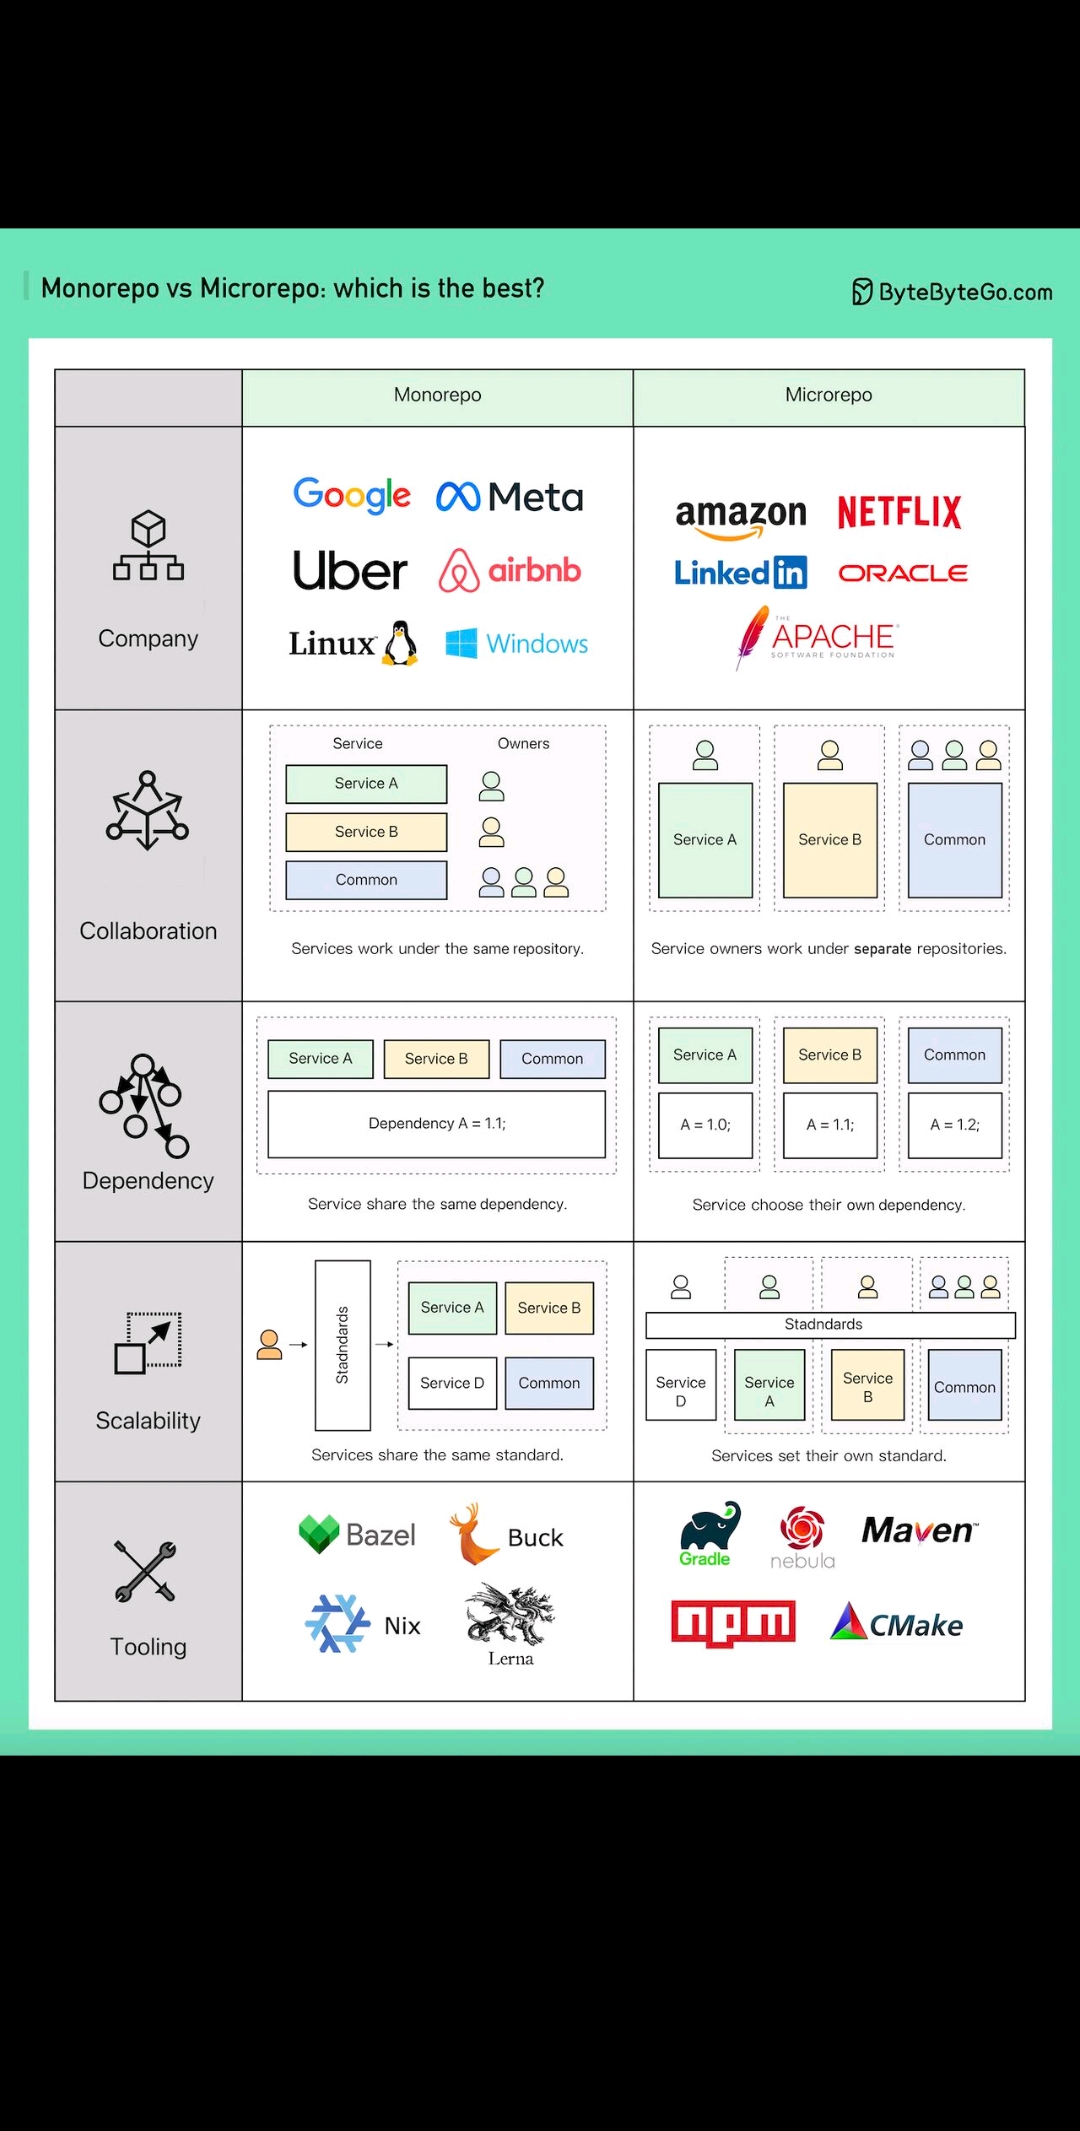 Monorepo vs Microrepo: which is the best?
ByteByteGo.com
Monorepo
Microrepo
Company
Google
Meta
Uber
airbnb
Linux
Windows
amazon
NETFLIX
Linked in
ORACLE
THE
APACHE
SOFTWARE FOUNDATION
Collaboration
Service
Owners
Service A
Service B
Common
Services work under the same repository.
Service A
Service B
Common
Service owners work under separate repositories.
Dependency
Service A
Service B
Common
Dependency A = 1.1;
Service share the same dependency.
Service A
Service B
Common
A = 1.0;
A = 1.1;
A = 1.2;
Service choose their own dependency.
Scalability
Stadndards
Service A
Service B
Service D
Common
Services share the same standard.
Stadndards
Service
D
Service
A
Service
B
Common
Services set their own standard.
Tooling
Bazel
Buck
Nix
Lerna
Gradle
nebula
Maven™
npm
CMake